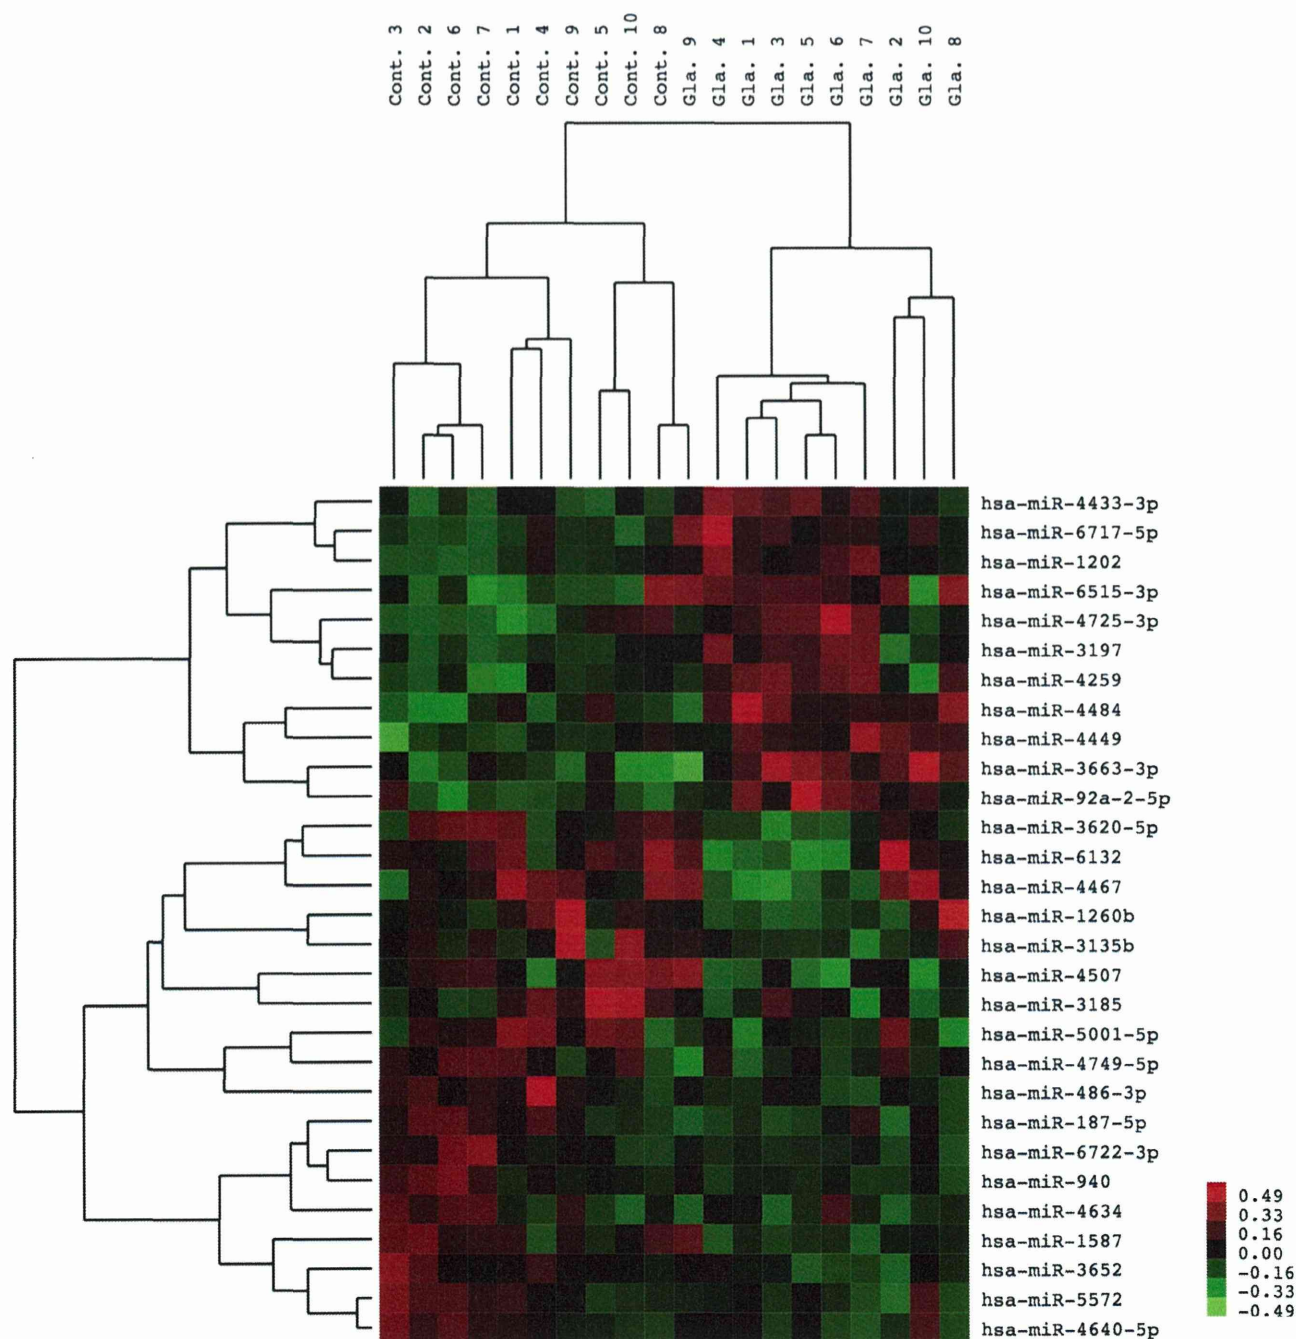 Cont. 3
Cont. 2
Cont. 6
Cont. 7
Cont. 1
Cont. 4
Cont. 9
Cont. 5
Cont. 10
Cont. 8
Gla. 9
Gla. 4
Gla. 1
Gla. 3
Gla. 5
Gla. 6
Gla. 7
Gla. 2
Gla. 10
Gla. 8
hsa-miR-4433-3p
hsa-miR-6717-5p
hsa-miR-1202
hsa-miR-6515-3p
hsa-miR-4725-3p
hsa-miR-3197
hsa-miR-4259
hsa-miR-4484
hsa-miR-4449
hsa-miR-3663-3p
hsa-miR-92a-2-5p
hsa-miR-3620-5p
hsa-miR-6132
hsa-miR-4467
hsa-miR-1260b
hsa-miR-3135b
hsa-miR-4507
hsa-miR-3185
hsa-miR-5001-5p
hsa-miR-4749-5p
hsa-miR-486-3p
hsa-miR-187-5p
hsa-miR-6722-3p
hsa-miR-940
hsa-miR-4634
hsa-miR-1587
hsa-miR-3652
hsa-miR-5572
hsa-miR-4640-5p
0.49
0.33
0.16
0.00
-0.16
-0.33
-0.49